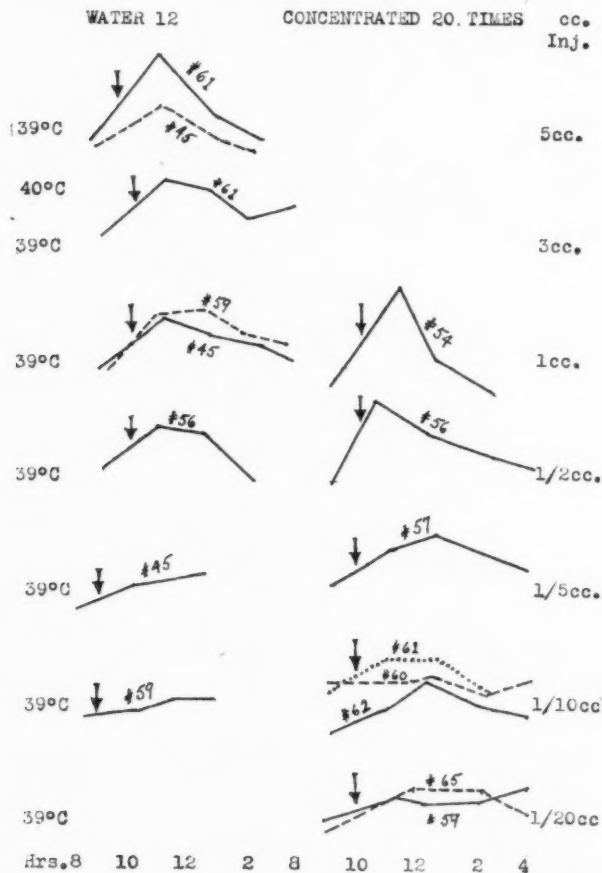 WATER 12 CONCENTRATED 20.TIMES cc.
Inj.
#61
39°C #45 5cc.
40°C #61
39°C 3cc.
#59
#54
39°C #45 1cc.
#56 #56
39°C 1/2cc.
#57
#45
39°C 1/5cc.
#61
#59 #60
39°C #62 1/10cc
#65
39°C #59 1/20cc
Hrs.8 10 12 2 8 10 12 2 4